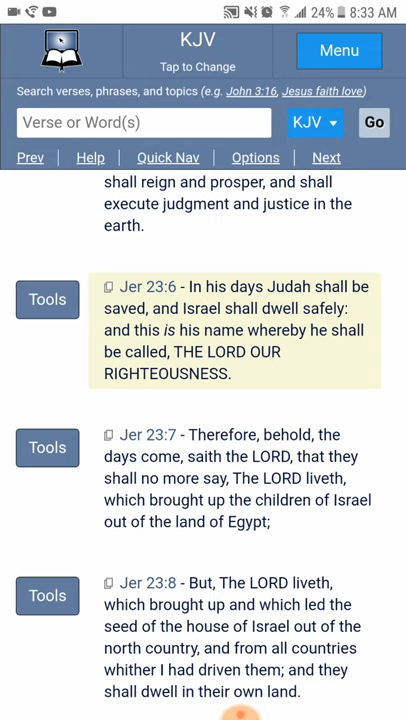 24% 8:33 AM
KJV
Tap to Change
Menu
Search verses, phrases, and topics (e.g. John 3:16, Jesus faith love)
Verse or Word(s) KJV Go
Prev Help Quick Nav Options Next
shall reign and prosper, and shall
execute judgment and justice in the
earth.
Tools
Jer 23:6 - In his days Judah shall be
saved, and Israel shall dwell safely:
and this is his name whereby he shall
be called, THE LORD OUR
RIGHTEOUSNESS.
Tools
Jer 23:7 - Therefore, behold, the
days come, saith the LORD, that they
shall no more say, The LORD liveth,
which brought up the children of Israel
out of the land of Egypt;
Tools
Jer 23:8 - But, The LORD liveth,
which brought up and which led the
seed of the house of Israel out of the
north country, and from all countries
whither I had driven them; and they
shall dwell in their own land.